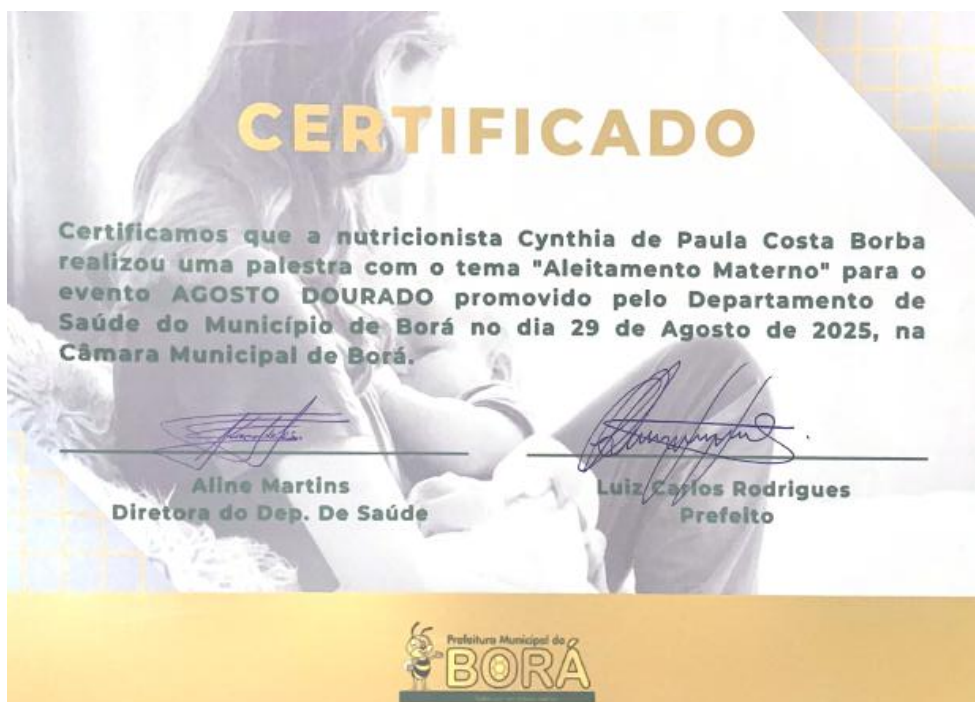 CERTIFICADO
Certificamos que a nutricionista Cynthia de Paula Costa Borba
realizou uma palestra com o tema "Aleitamento Materno" para o
evento AGOSTO DOURADO promovido pelo Departamento de
Saúde do Município de Borá no dia 29 de Agosto de 2025, na
Câmara Municipal de Borá.
Aline Martins
Diretora do Dep. De Saúde
Luiz Carlos Rodrigues
Prefeito
Prefeitura Municipal de
BORÁ